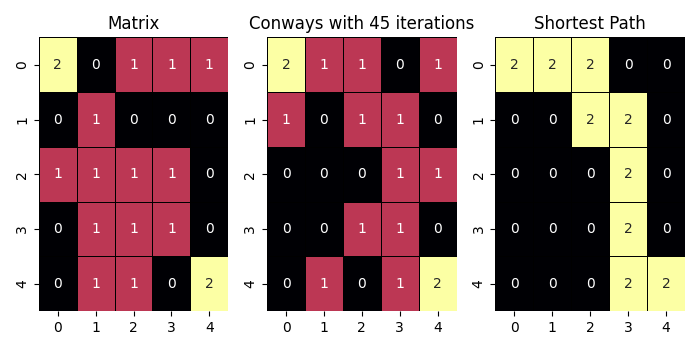 Matrix
0 2 0 1 1 1
1 0 1 0 0 0
2 1 1 1 1 0
3 0 1 1 1 0
4 0 1 1 0 2
0 1 2 3 4
Conways with 45 iterations
0 2 1 1 0 1
1 1 0 1 1 0
2 0 0 0 1 1
3 0 0 1 1 0
4 0 1 0 1 2
0 1 2 3 4
Shortest Path
0 2 2 2 0 0
1 0 0 2 2 0
2 0 0 0 2 0
3 0 0 0 2 0
4 0 0 0 2 2
0 1 2 3 4